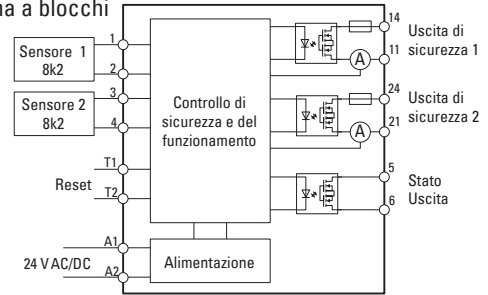 a a blocchi
Sensore 1
8k2
Sensore 2
8k2
Reset
24 V AC/DC
1
2
3
4
T1
T2
A1
A2
Controllo di
sicurezza e del
funzionamento
Alimentazione
A
A
14
11
24
21
5
6
Uscita di
sicurezza 1
Uscita di
sicurezza 2
Stato
Uscita